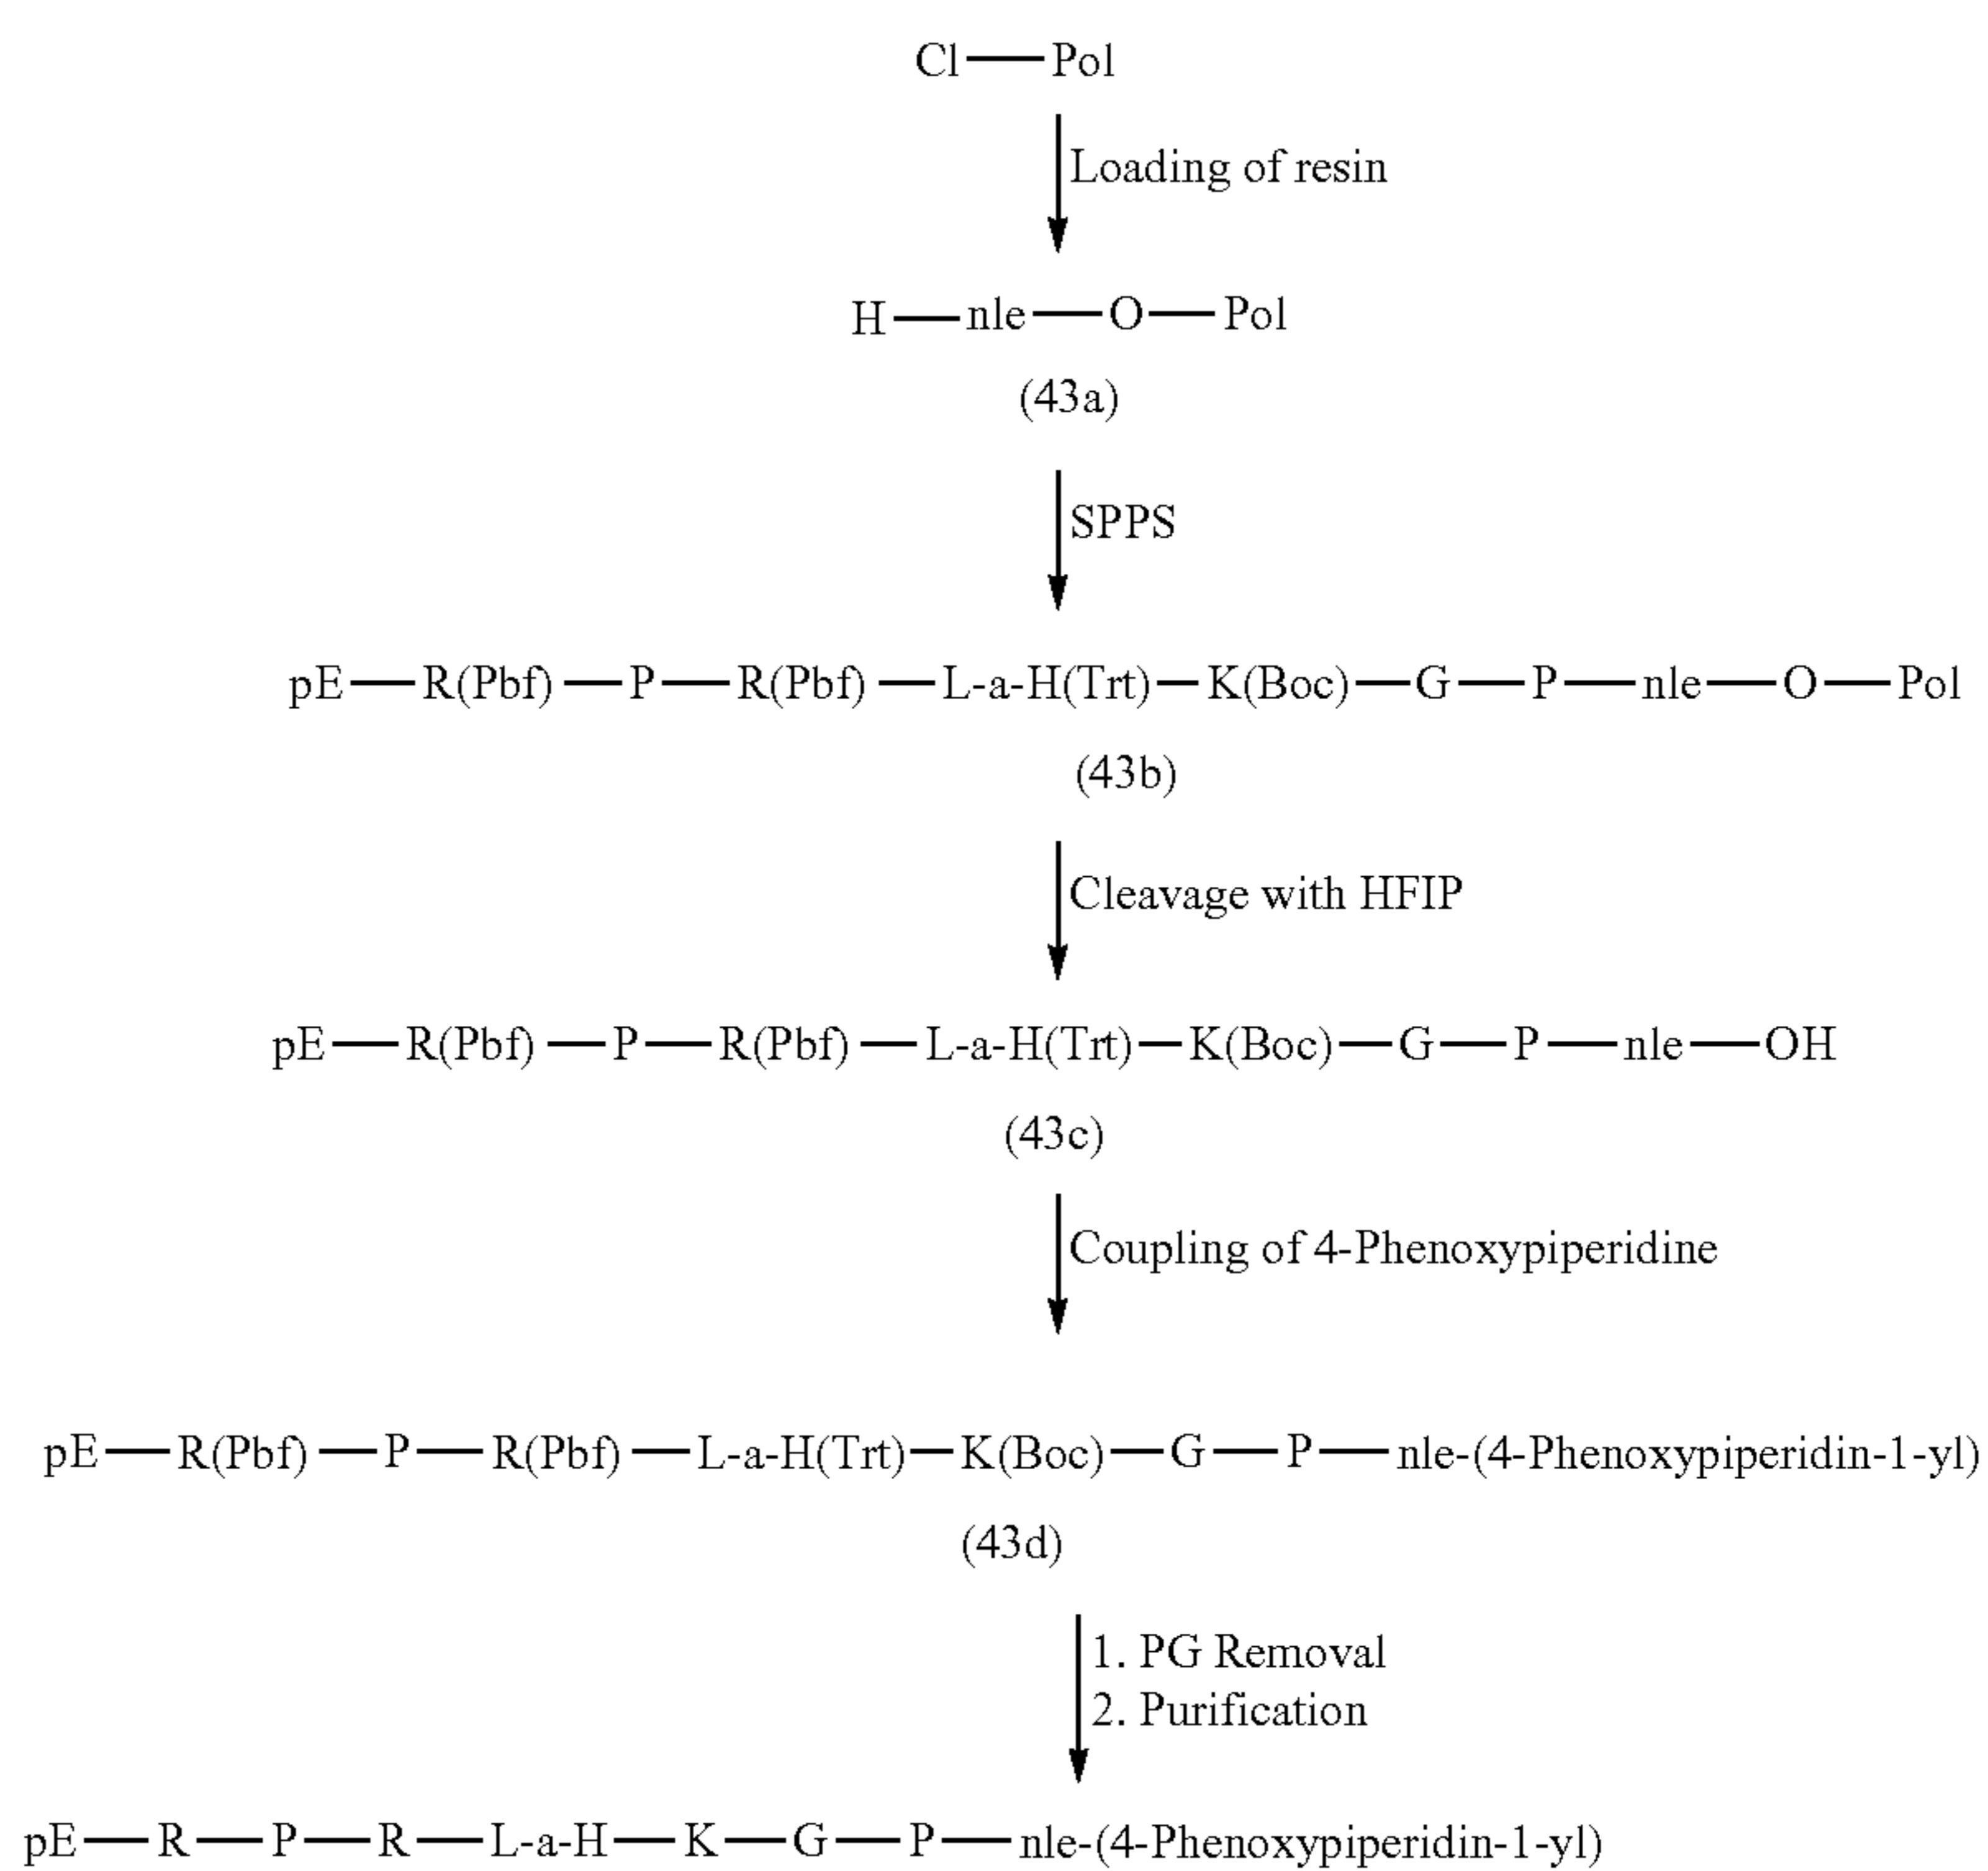 Cl—Pol
Loading of resin
H—nle—O—Pol
(43a)
SPPS
pE—R(Pbf)—P—R(Pbf)—L-a-H(Trt)—K(Boc)—G—P—nle—O—Pol
(43b)
Cleavage with HFIP
pE—R(Pbf)—P—R(Pbf)—L-a-H(Trt)—K(Boc)—G—P—nle—OH
(43c)
Coupling of 4-Phenoxypiperidine
pE—R(Pbf)—P—R(Pbf)—L-a-H(Trt)—K(Boc)—G—P—nle-(4-Phenoxypiperidin-1-yl)
(43d)
1. PG Removal
2. Purification
pE—R—P—R—L-a-H—K—G—P—nle-(4-Phenoxypiperidin-1-yl)